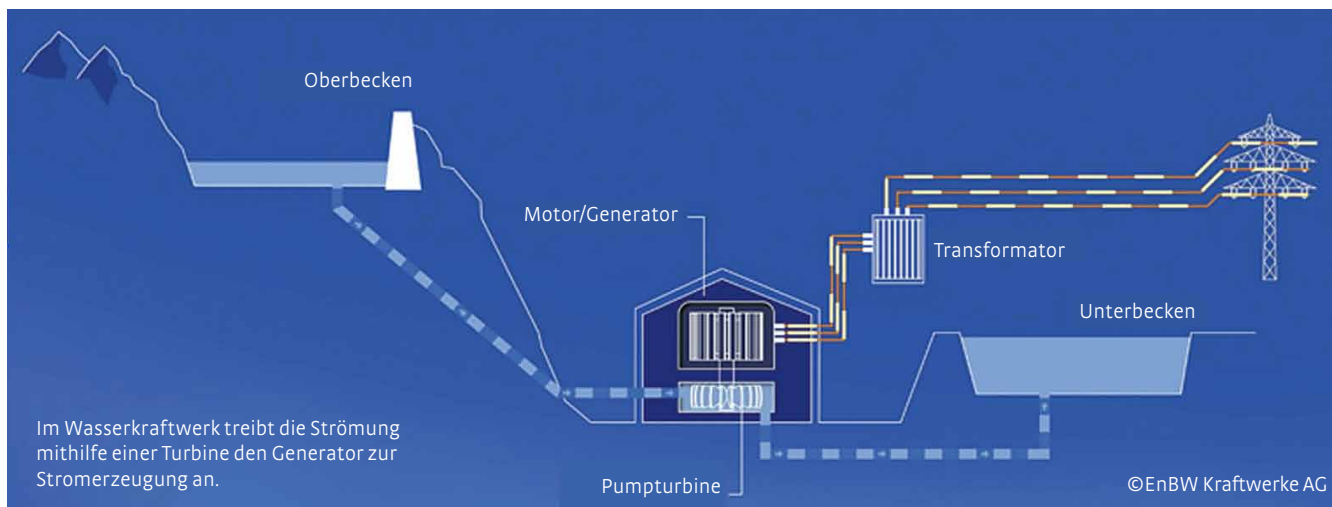 Oberbecken
Motor/Generator
Transformator
Unterbecken
Im Wasserkraftwerk treibt die Strömung
mithilfe einer Turbine den Generator zur
Stromerzeugung an.
Pumpturbine
©EnBW Kraftwerke AG